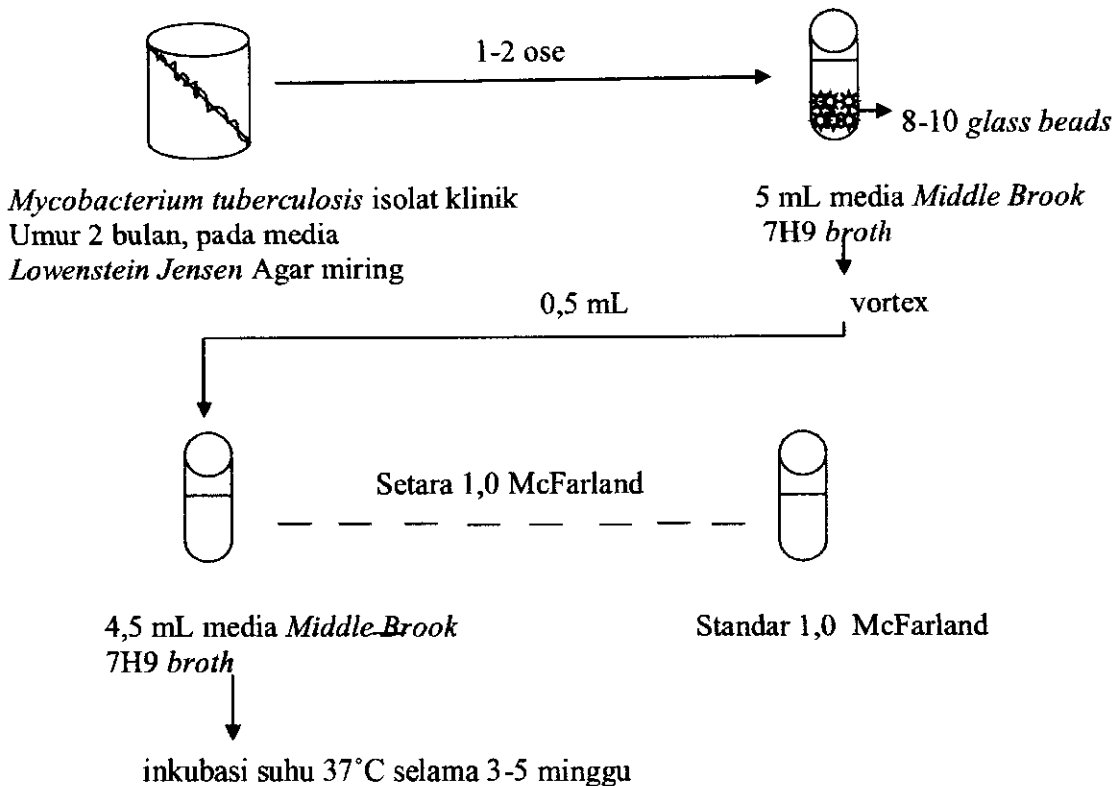 1-2 ose
8-10 glass beads
Mycobacterium tuberculosis isolat klinik
Umur 2 bulan, pada media
Lowenstein Jensen Agar miring
5 mL media Middle Brook
7H9 broth
0,5 mL
vortex
Setara 1,0 McFarland
4,5 mL media Middle Brook
7H9 broth
Standar 1,0 McFarland
inkubasi suhu 37˚C selama 3-5 minggu